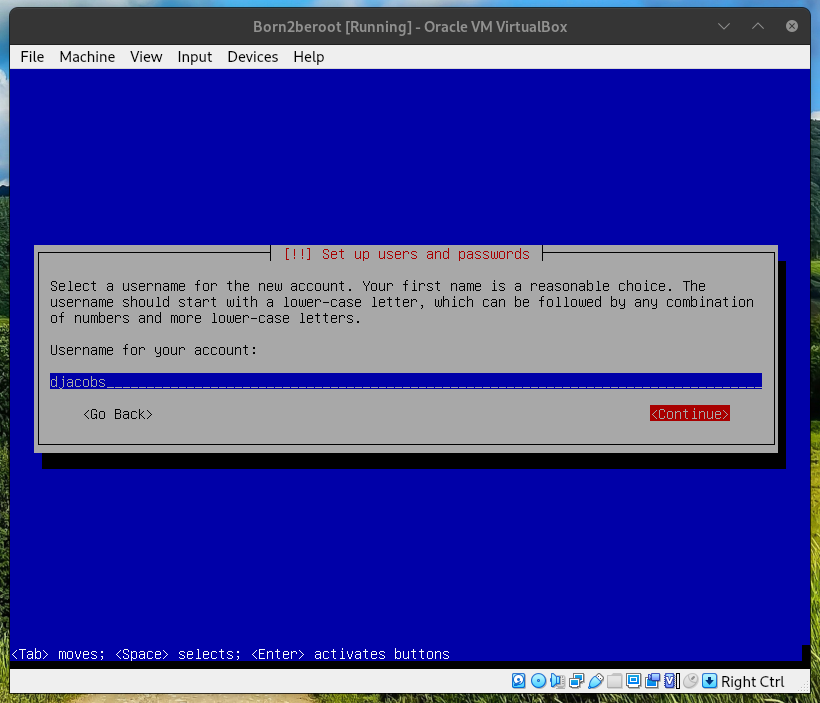 Born2beroot [Running] - Oracle VM VirtualBox
File Machine View Input Devices Help
[!!] Set up users and passwords
Select a username for the new account. Your first name is a reasonable choice. The
username should start with a lower-case letter, which can be followed by any combination
of numbers and more lower-case letters.
Username for your account:
djacobs
<Go Back> <Continue>
<Tab> moves; <Space> selects; <Enter> activates buttons
Right Ctrl